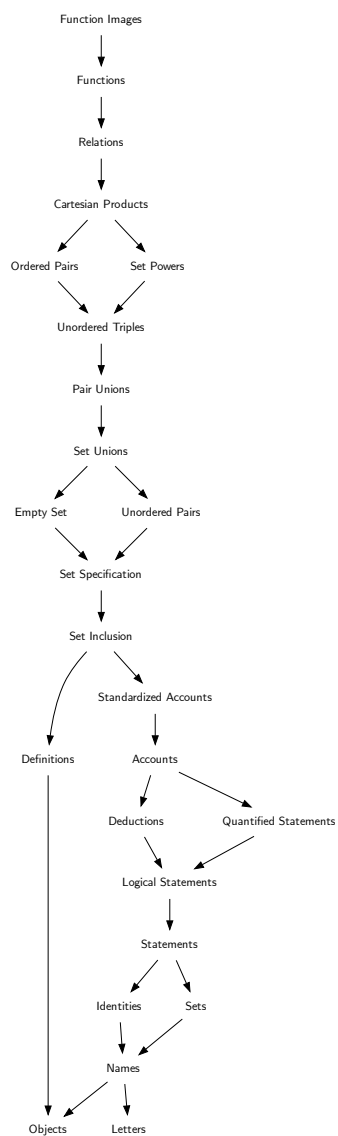 Function Images
Functions
Relations
Cartesian Products
Ordered Pairs
Set Powers
Unordered Triples
Pair Unions
Set Unions
Empty Set
Unordered Pairs
Set Specification
Set Inclusion
Standardized Accounts
Definitions
Accounts
Deductions
Quantified Statements
Logical Statements
Statements
Identities
Sets
Names
Objects
Letters